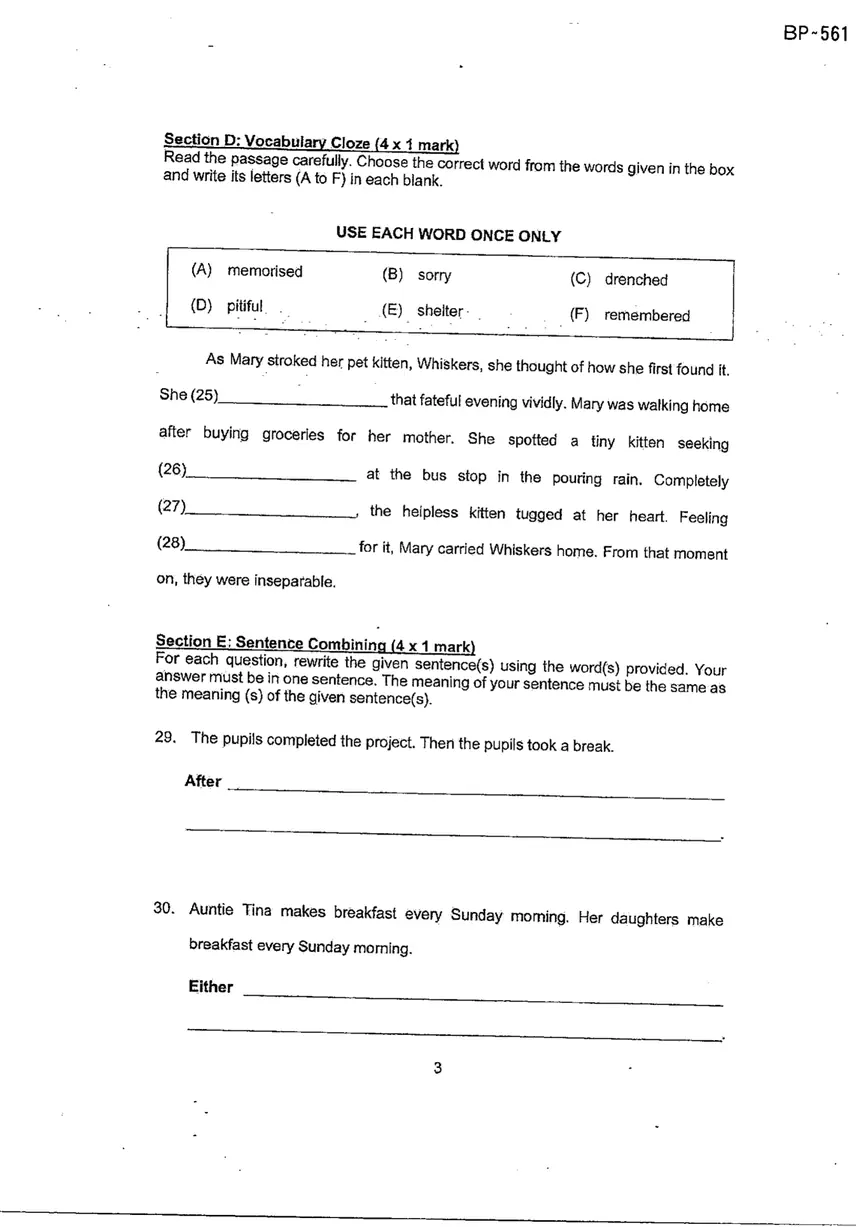 BP-561
Section D: Vocabulary Cloze (4 x 1 mark)
Read the passage carefully. Choose the correct word from the words given in the box
and write its letters (A to F) in each blank.
USE EACH WORD ONCE ONLY
(A) memorised (B) sorry (C) drenched
(D) pitiful (E) shelter (F) remembered
As Mary stroked her pet kitten, Whiskers, she thought of how she first found it.
She (25)____________________ that fateful evening vividly. Mary was walking home
after buying groceries for her mother. She spotted a tiny kitten seeking
(26)____________________ at the bus stop in the pouring rain. Completely
(27)____________________, the helpless kitten tugged at her heart. Feeling
(28)____________________ for it, Mary carried Whiskers home. From that moment
on, they were inseparable.
Section E: Sentence Combining (4 x 1 mark)
For each question, rewrite the given sentence(s) using the word(s) provided. Your
answer must be in one sentence. The meaning of your sentence must be the same as
the meaning (s) of the given sentence(s).
29. The pupils completed the project. Then the pupils took a break.
After ____________________
____________________.
30. Auntie Tina makes breakfast every Sunday morning. Her daughters make
breakfast every Sunday morning.
Either ____________________
____________________.
3